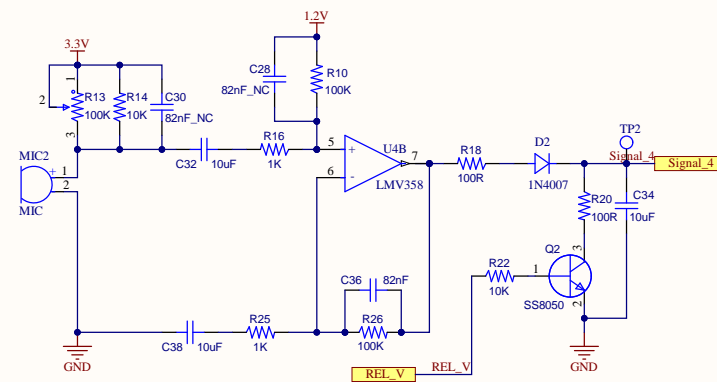 1.2V
3.3V
C28
82nF_NC
R10
100K
1
2
3
R13
100K
R14
10K
C30
82nF_NC
MIC2
1
2
+
MIC
C32
10uF
R16
1K
5
6
+
-
U4B
7
LMV358
R18
100R
D2
1N4007
TP2
Signal_4
Signal_4
R20
100R
C34
10uF
Q2
3
1
2
SS8050
R22
10K
C36
82nF
R26
100K
C38
10uF
R25
1K
GND
GND
REL_V
REL_V